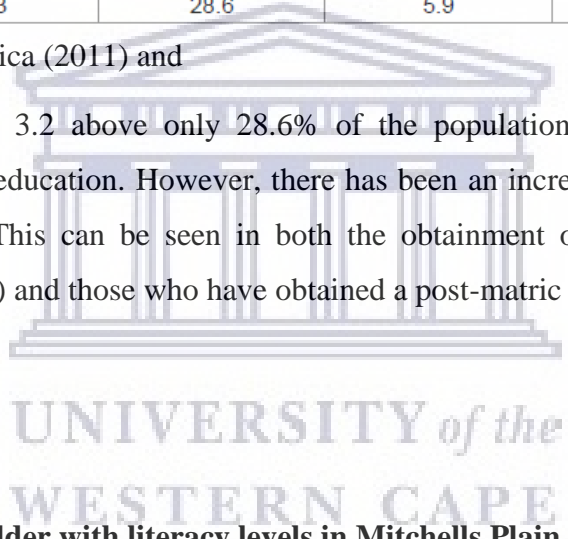 28.6 5.9
ica (2011) and
3.2 above only 28.6% of the population
education. However, there has been an incre
This can be seen in both the obtainment o
) and those who have obtained a post-matric
UNIVERSITY of the
WESTERN CAPE
lder with literacy levels in Mitchells Plain